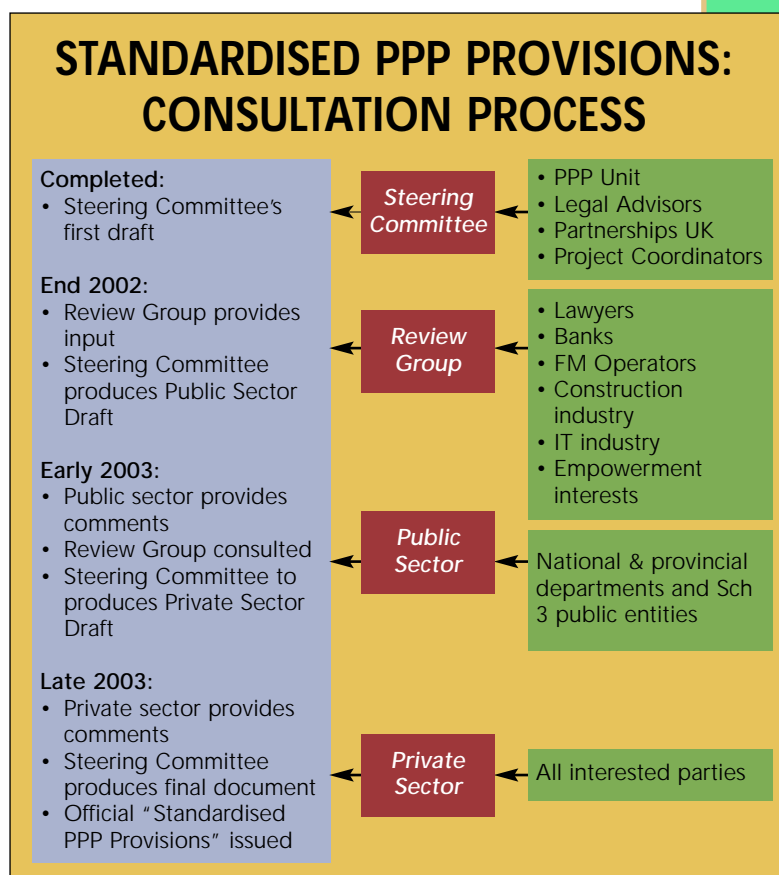 STANDARDISED PPP PROVISIONS:
CONSULTATION PROCESS
Completed:
• Steering Committee's
first draft
End 2002:
• Review Group provides
input
• Steering Committee
produces Public Sector
Draft
Early 2003:
• Public sector provides
comments
• Review Group consulted
• Steering Committee to
produces Private Sector
Draft
Late 2003:
• Private sector provides
comments
• Steering Committee
produces final document
• Official "Standardised
PPP Provisions" issued
Steering
Committee
Review
Group
Public
Sector
Private
Sector
• PPP Unit
• Legal Advisors
• Partnerships UK
• Project Coordinators
• Lawyers
• Banks
• FM Operators
• Construction
industry
• IT industry
• Empowerment
interests
National & provincial
departments and Sch
3 public entities
All interested parties